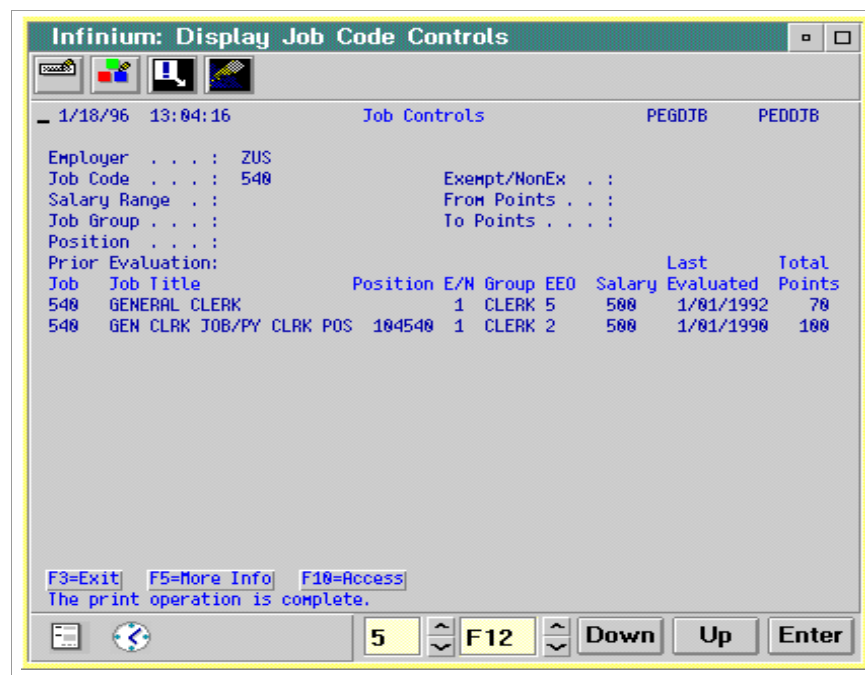 Infinium: Display Job Code Controls
1/18/96 13:04:16 Job Controls PEGDJB PEDDJB
Employer . . . : ZUS
Job Code . . . : 540 Exempt/NonEx . :
Salary Range . : From Points . . :
Job Group . . . : To Points . . . :
Position . . . :
Prior Evaluation: Last Total
Job Job Title Position E/N Group EEO Salary Evaluated Points
540 GENERAL CLERK 1 CLERK 5 500 1/01/1992 70
540 GEN CLRK JOB/PY CLRK POS 104540 1 CLERK 2 500 1/01/1990 100
F3=Exit F5=More Info F10=Access
The print operation is complete.
5 F12 Down Up Enter